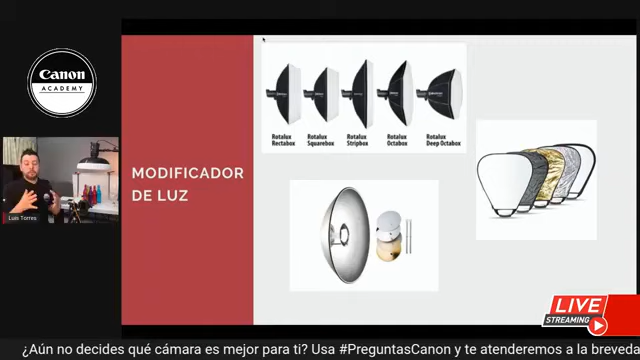 Canon
ACADEMY
MODIFICADOR
DE LUZ
Rotalux Rectabox
Rotalux Squarebox
Rotalux Stripbox
Rotalux Octabox
Rotalux Deep Octabox
Luis Torres
LIVE
STREAMING
¿Aún no decides qué cámara es mejor para ti? Usa #PreguntasCanon y te atenderemos a la breveda